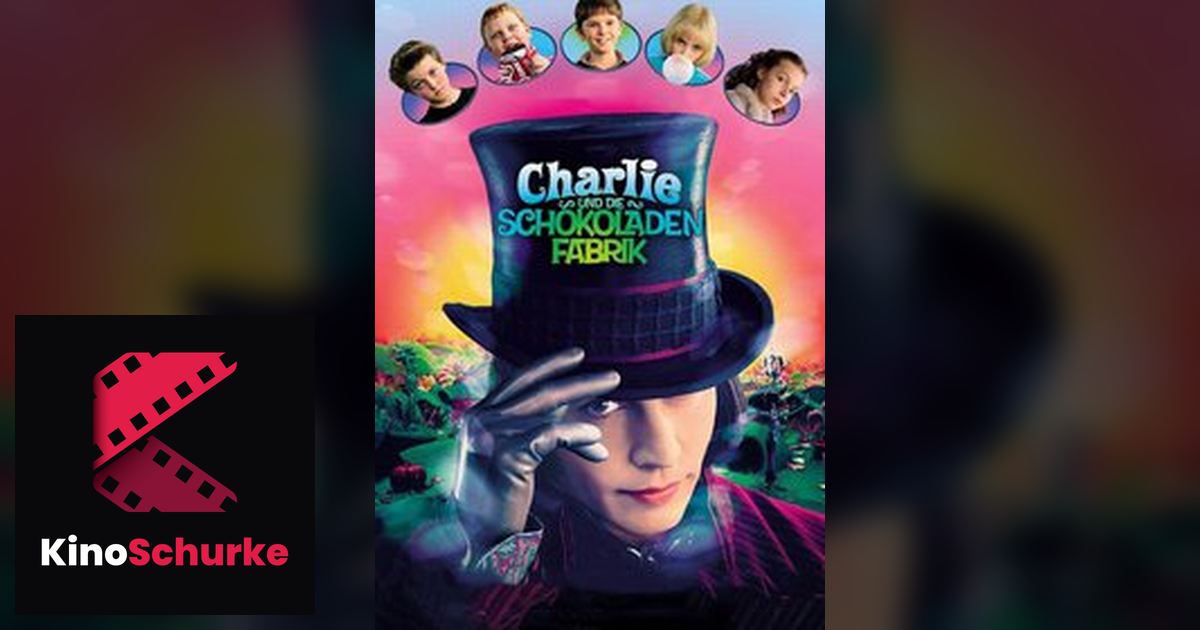 Charlie
UND DIE
SCHOKOLADEN
FABRIK
KinoSchurke